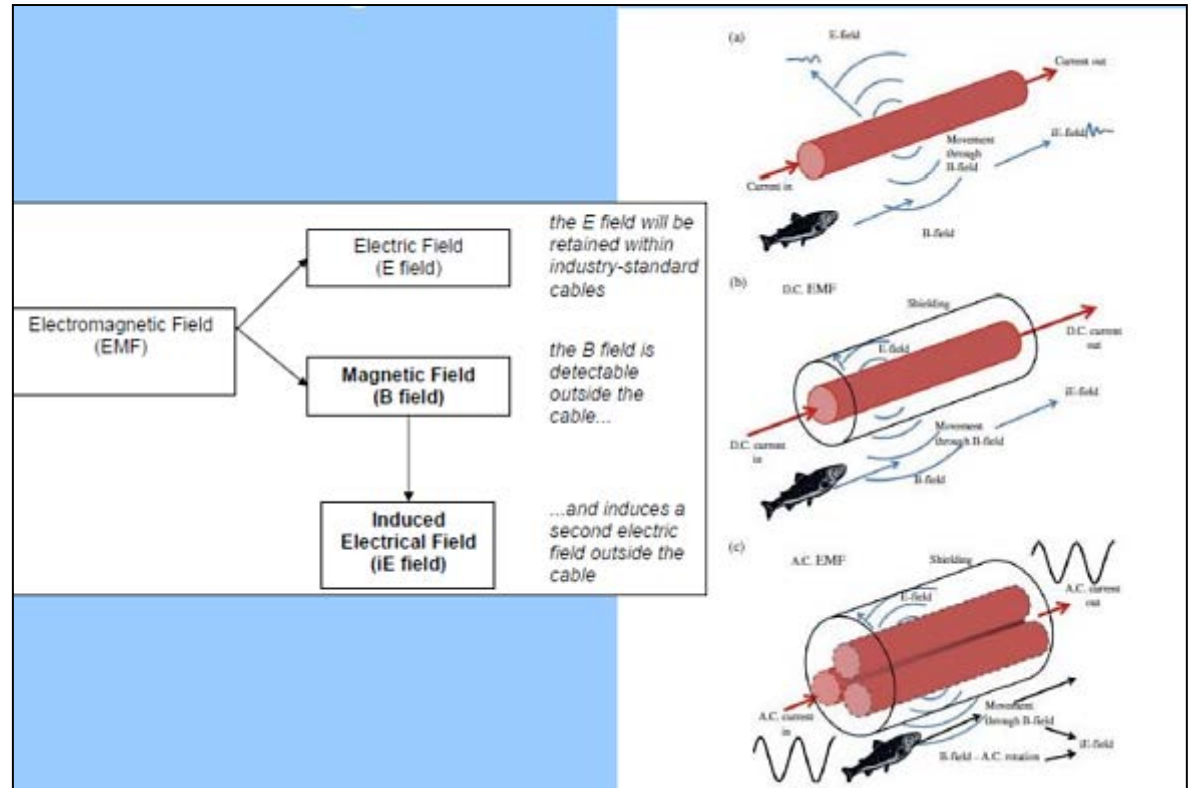 Electromagnetic Field
(EMF)
Electric Field
(E field)
the E field will be
retained within
industry-standard
cables
Magnetic Field
(B field)
the B field is
detectable
outside the
cable...
Induced
Electrical Field
(iE field)
...and induces a
second electric
field outside the
cable
(a)
E-field
Current out
Movement
through
B-field
iE-field
Current in
B-field
(b)
D.C. EMF
Shielding
E-field
D.C. current
out
iE-field
Movement
through B-field
D.C. current
in
B-field
(c)
A.C. EMF
Shielding
E-field
A.C. current
out
Movement
through B-field
A.C. current
in
iE-field
B-field – A.C. rotation